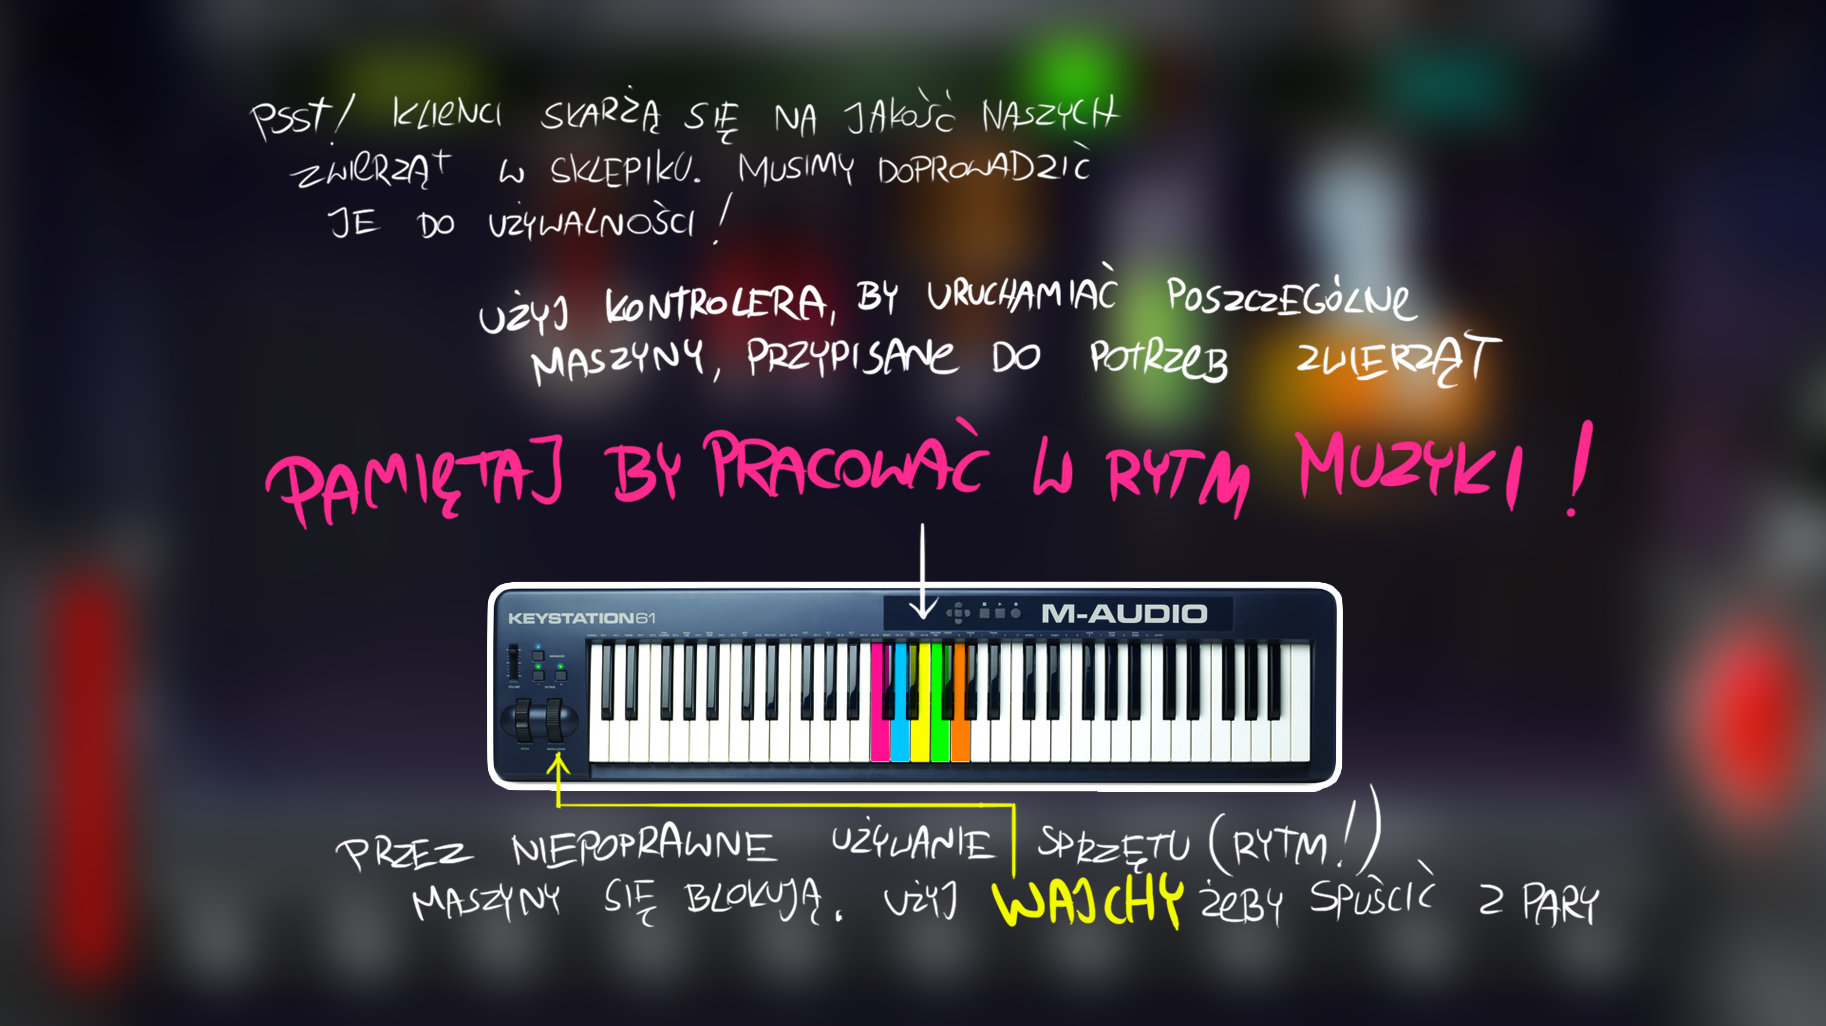 PSST! KLIENCI SKARŻĄ SIĘ NA JAKOŚĆ NASZYCH
ZWIERZĄT W SKLEPIKU. MUSIMY DOPROWADZIĆ
JE DO UŻYWALNOŚCI!
UŻYJ KONTROLERA, BY URUCHAMIAĆ POSZCZEGÓLNE
MASZYNY, PRZYPISANE DO POTRZEB ZWIERZĄT
PAMIĘTAJ BY PRACOWAĆ W RYTM MUZYKI!
KEYSTATION61
M-AUDIO
PRZEZ NIEPOPRAWNE UŻYWANIE SPRZĘTU (RYTM!)
MASZYNY SIĘ BLOKUJĄ. UŻYJ WAJCHY ŻEBY SPUŚCIĆ Z PARY